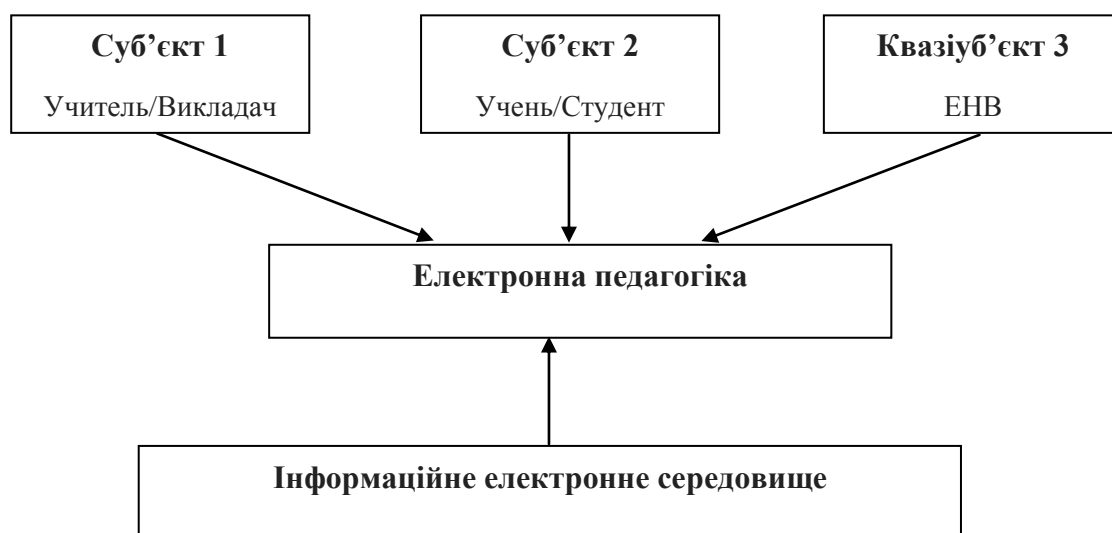 Суб’єкт 1
Учитель/Викладач
Суб’єкт 2
Учень/Студент
Квазіуб’єкт 3
ЕНВ
Електронна педагогіка
Інформаційне електронне середовище